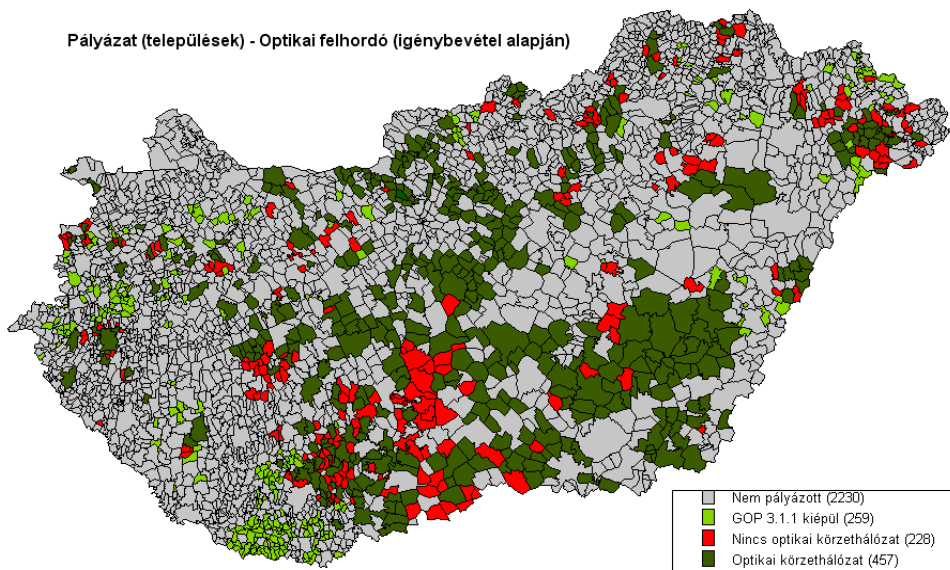 Pályázat (települések) - Optikai felhordó (igénybevétel alapján)
Nem pályázott (2230)
GOP 3.1.1 kiépül (259)
Nincs optikai körzethálózat (228)
Optikai körzethálózat (457)